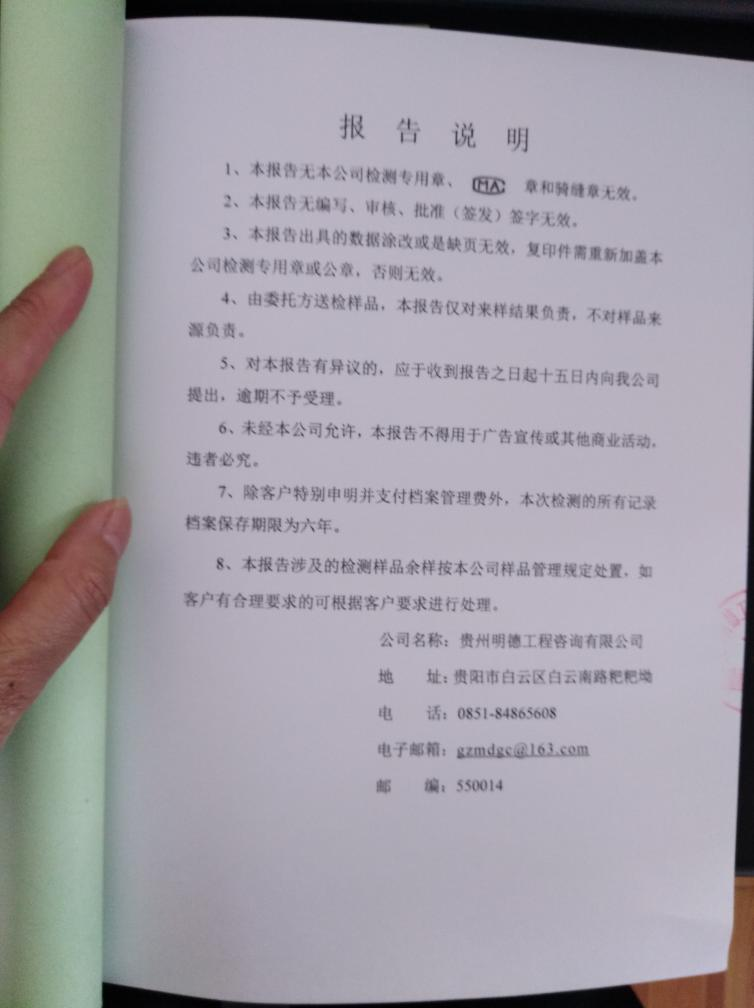 报 告 说 明
1、本报告无本公司检测专用章、 MA 章和骑缝章无效。
2、本报告无编写、审核、批准（签发）签字无效。
3、本报告出具的数据涂改或是缺页无效，复印件需重新加盖本
公司检测专用章或公章，否则无效。
4、由委托方送检样品，本报告仅对来样结果负责，不对样品来
源负责。
5、对本报告有异议的，应于收到报告之日起十五日内向我公司
提出，逾期不予受理。
6、未经本公司允许，本报告不得用于广告宣传或其他商业活动，
违者必究。
7、除客户特别申明并支付档案管理费外，本次检测的所有记录
档案保存期限为六年。
8、本报告涉及的检测样品余样按本公司样品管理规定处置，如
客户有合理要求的可根据客户要求进行处理。
公司名称：贵州明德工程咨询有限公司
地 址：贵阳市白云区白云南路粑粑坳
电 话：0851-84865608
电子邮箱：gzmdgc@163.com
邮 编：550014